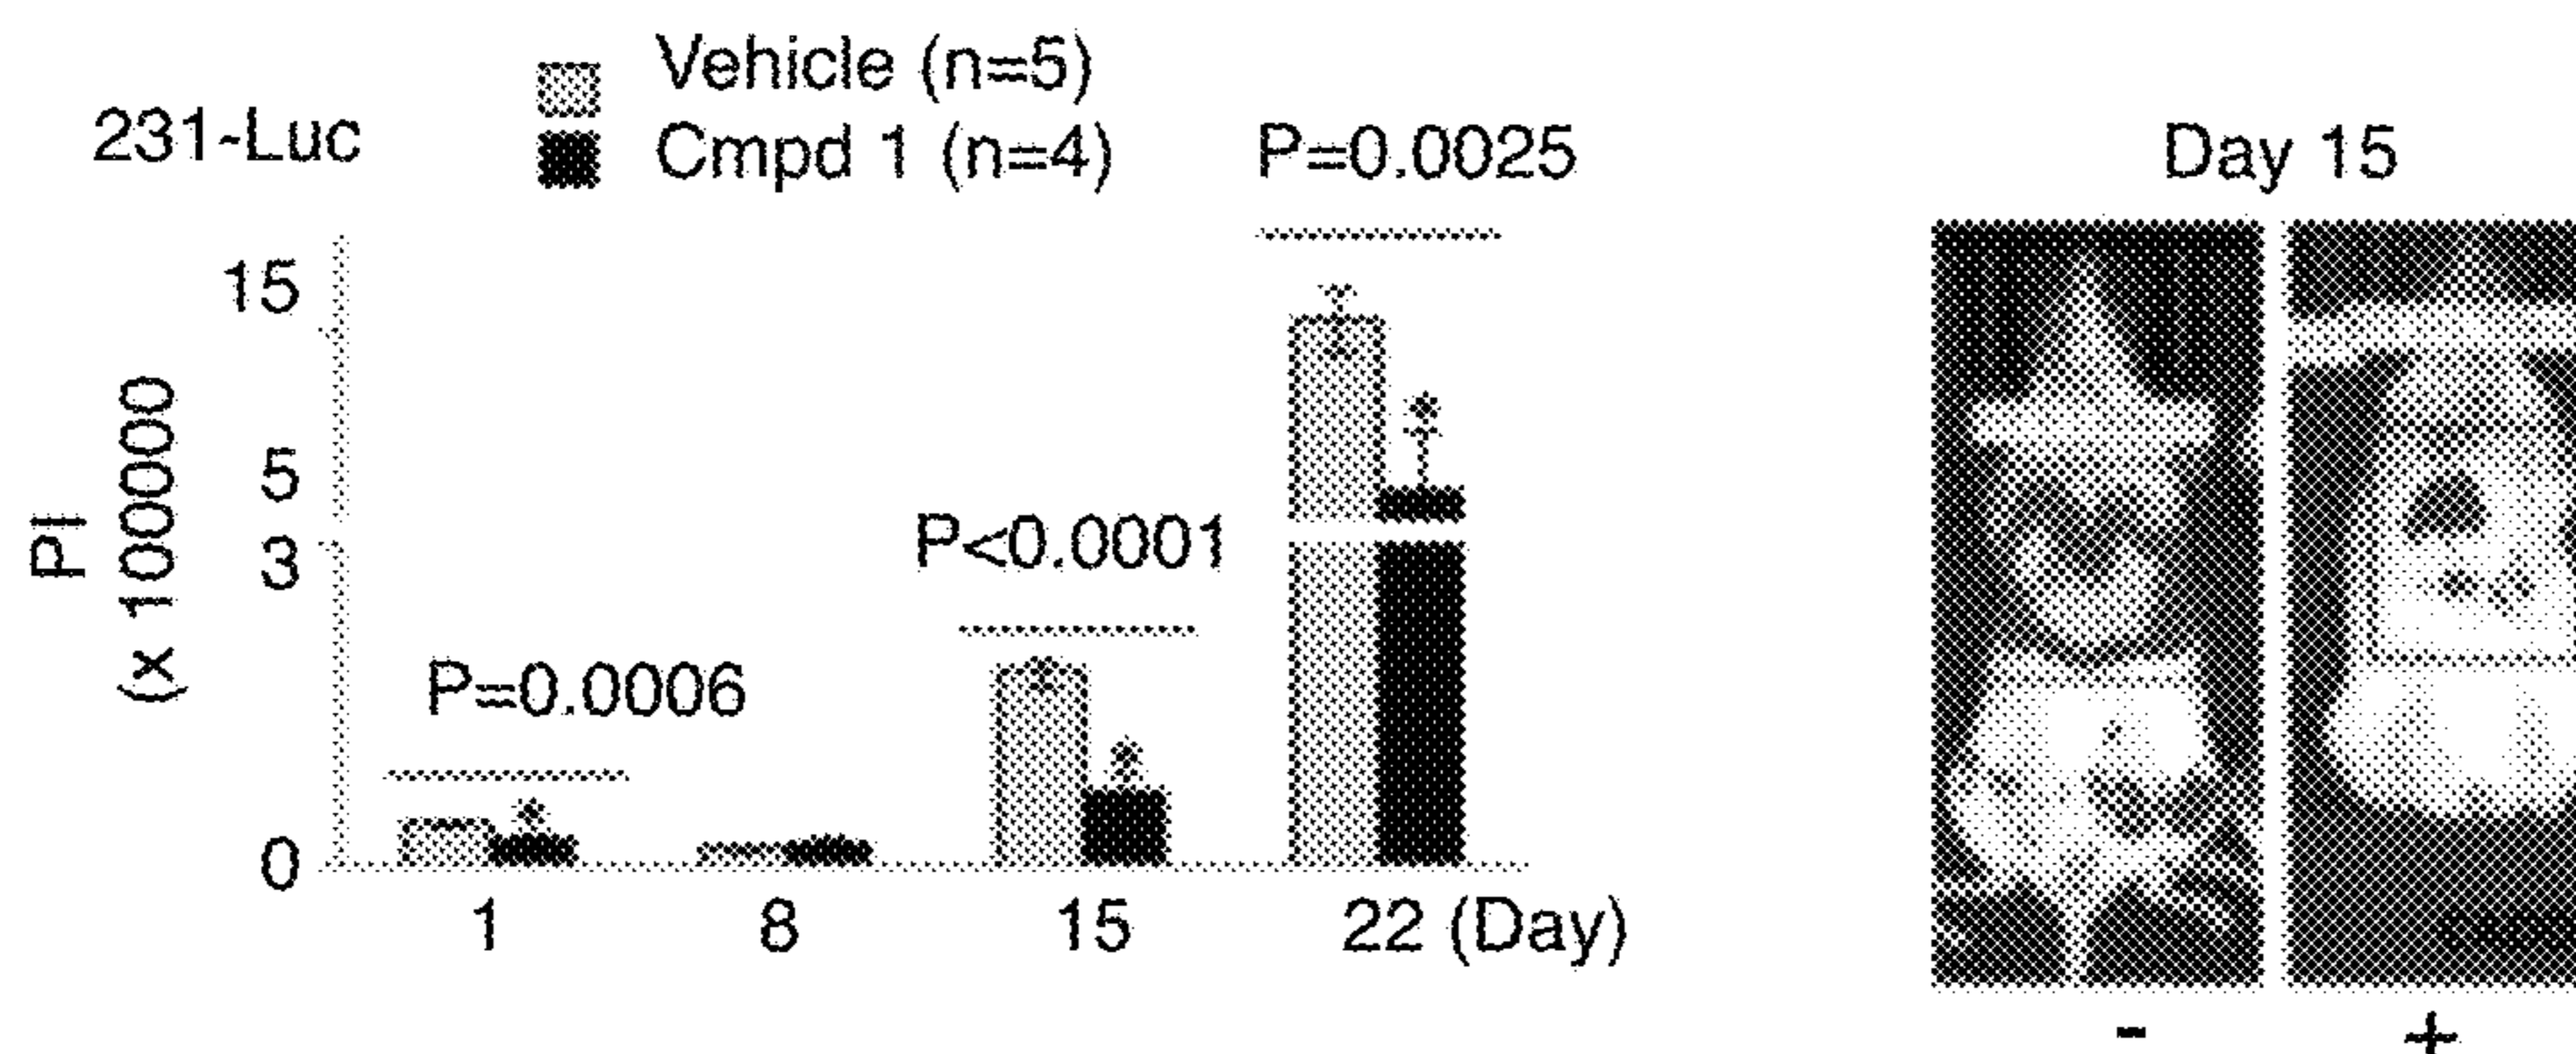 231-Luc
Vehicle (n=5)
Cmpd 1 (n=4)
P=0.0025
Day 15
15
5
3
0
PI
(x 100000)
P=0.0006
P<0.0001
*
*
*
1 8 15 22 (Day)
- +